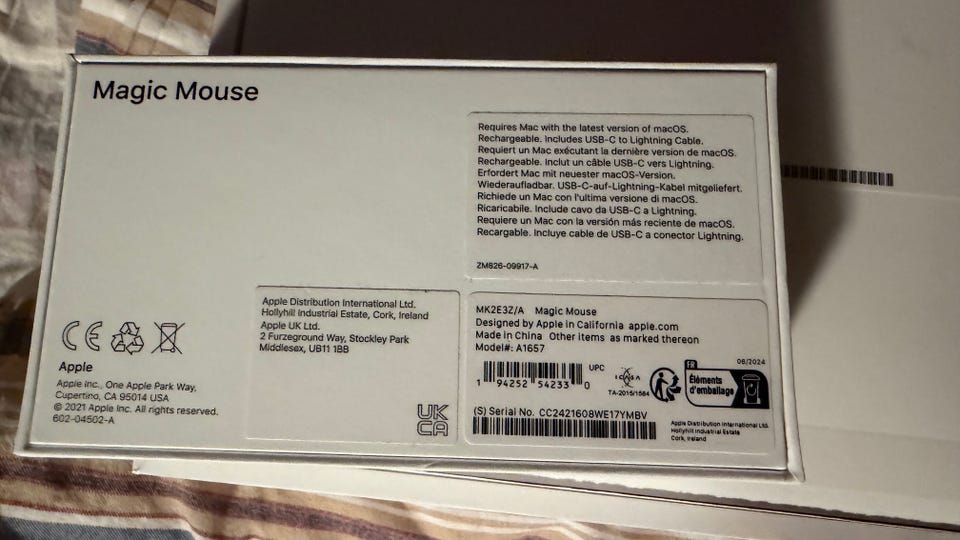 Magic Mouse
Requires Mac with the latest version of macOS.
Rechargeable. Includes USB-C to Lightning Cable.
Requiert un Mac exécutant la dernière version de macOS.
Rechargeable. Inclut un câble USB-C vers Lightning.
Erfordert Mac mit neuester macOS-Version.
Wiederaufladbar. USB-C-auf-Lightning-Kabel mitgeliefert.
Richiede un Mac con l'ultima versione di macOS.
Ricaricabile. Include cavo da USB-C a Lightning.
Requiere un Mac con la versión más reciente de macOS.
Recargable. Incluye cable de USB-C a conector Lightning.
ZM826-09917-A
CE
Apple
Apple Inc., One Apple Park Way,
Cupertino, CA 95014 USA
© 2021 Apple Inc. All rights reserved.
602-04502-A
Apple Distribution International Ltd.
Hollyhill Industrial Estate, Cork, Ireland
Apple UK Ltd.
2 Furzeground Way, Stockley Park
Middlesex, UB11 1BB
UK
CA
MK2E3Z/A Magic Mouse
Designed by Apple in California apple.com
Made in China Other items as marked thereon
Model#: A1657
08/2024
UPC
1 94252 54233 0
ICASA
TA-2015/1584
FR
Éléments
d'emballage
(S) Serial No. CC2421608WE17YMBV
Apple Distribution International Ltd.
Hollyhill Industrial Estate
Cork, Ireland